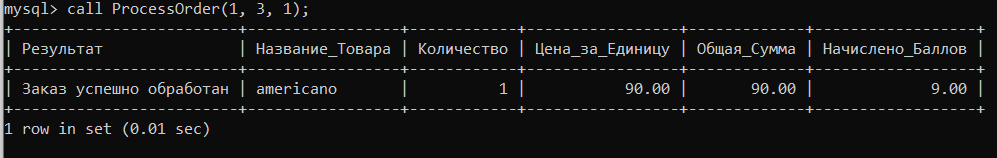 mysql> call ProcessOrder(1, 3, 1);
+-------------------------+-----------------+------------+-----------------+-------------+------------------+
| Результат | Название_Товара | Количество | Цена_за_Единицу | Общая_Сумма | Начислено_Баллов |
+-------------------------+-----------------+------------+-----------------+-------------+------------------+
| Заказ успешно обработан | americano | 1 | 90.00 | 90.00 | 9.00 |
+-------------------------+-----------------+------------+-----------------+-------------+------------------+
1 row in set (0.01 sec)